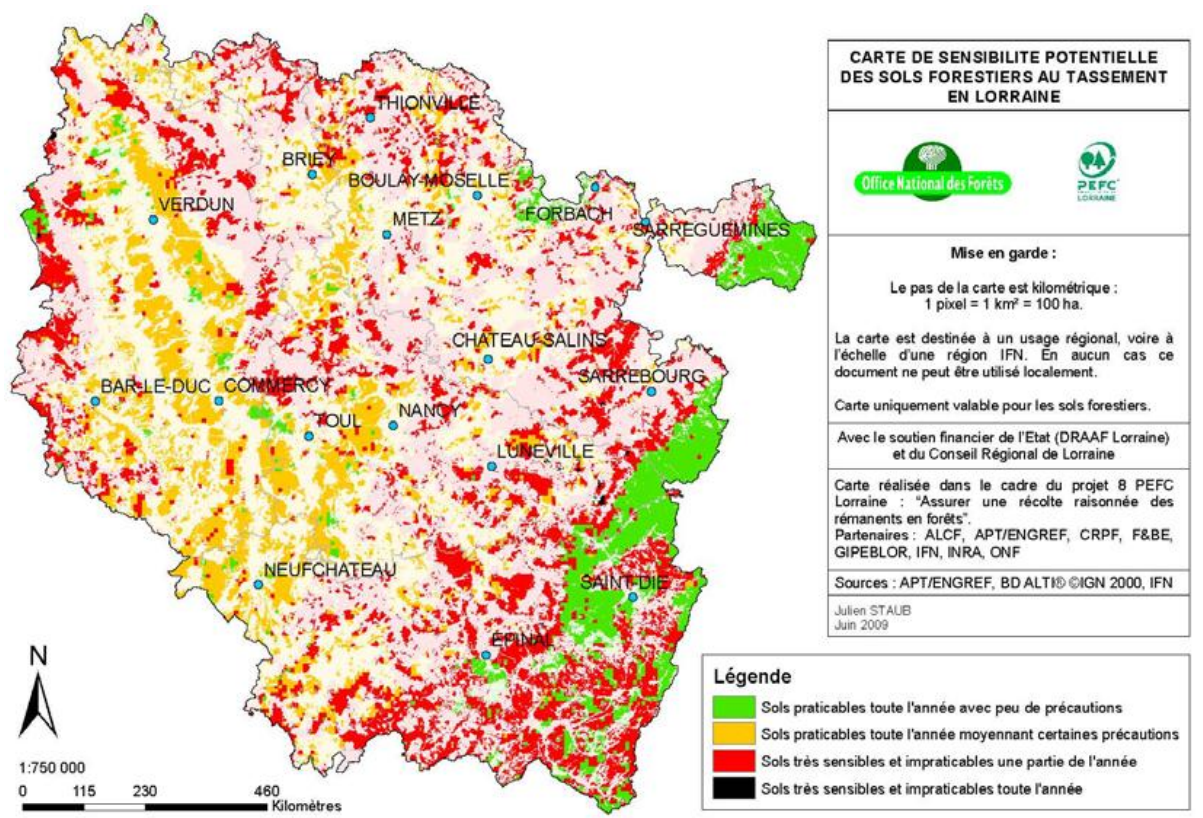 THIONVILLE
BRIEY
BOULAY-MOSELLE
VERDUN
METZ
FORBACH
SARREGUEMINES
CHATEAU-SALINS
SARREBOURG
BAR-LE-DUC
COMMERCY
TOUL
NANCY
LUNEVILLE
NEUFCHATEAU
SAINT-DIE
EPINAL
N
1:750 000
0 115 230 460
Kilomètres
CARTE DE SENSIBILITE POTENTIELLE
DES SOLS FORESTIERS AU TASSEMENT
EN LORRAINE
Office National des Forêts
PEFC
LORRAINE
Mise en garde :
Le pas de la carte est kilométrique :
1 pixel = 1 km² = 100 ha.
La carte est destinée à un usage régional, voire à
l'échelle d'une région IFN. En aucun cas ce
document ne peut être utilisé localement.
Carte uniquement valable pour les sols forestiers.
Avec le soutien financier de l'Etat (DRAAF Lorraine)
et du Conseil Régional de Lorraine
Carte réalisée dans le cadre du projet 8 PEFC
Lorraine : "Assurer une récolte raisonnée des
rémanents en forêts".
Partenaires : ALCF, APT/ENGREF, CRPF, F&BE,
GIPEBLOR, IFN, INRA, ONF
Sources : APT/ENGREF, BD ALTI® ©IGN 2000, IFN
Julien STAUB
Juin 2009
Légende
Sols praticables toute l'année avec peu de précautions
Sols praticables toute l'année moyennant certaines précautions
Sols très sensibles et impraticables une partie de l'année
Sols très sensibles et impraticables toute l'année